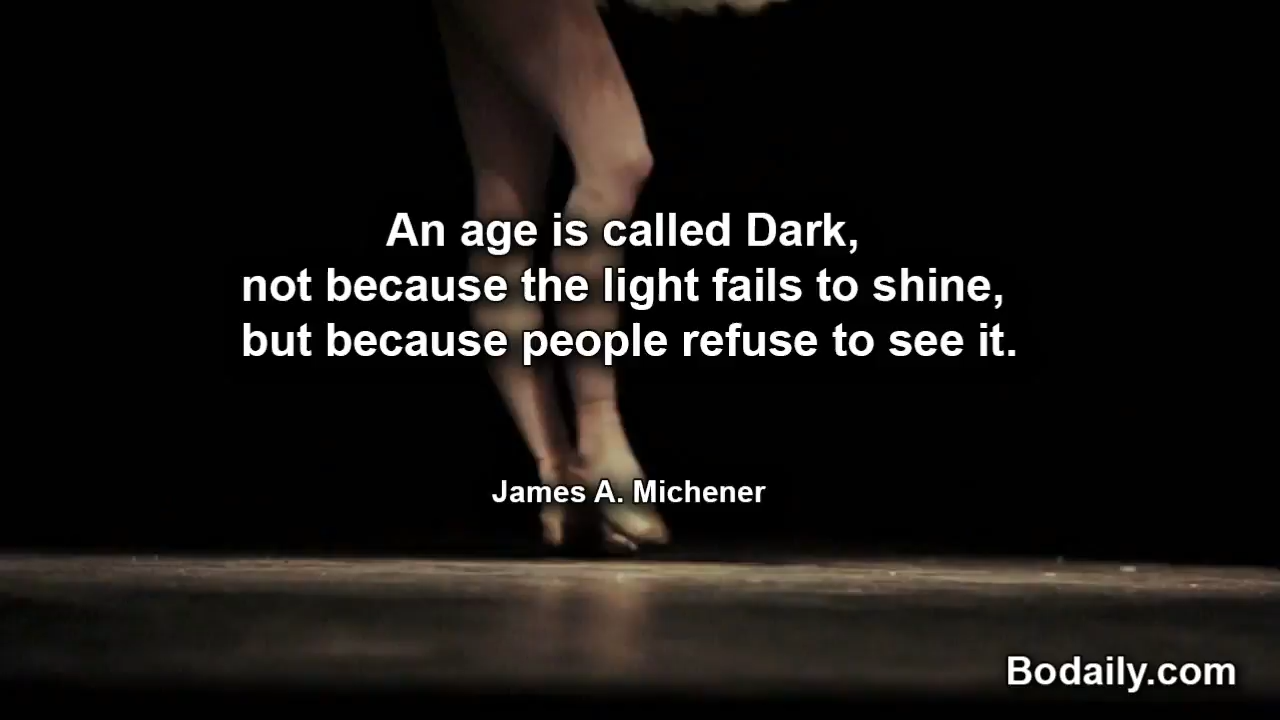 An age is called Dark,
not because the light fails to shine,
but because people refuse to see it.
James A. Michener
Bodaily.com